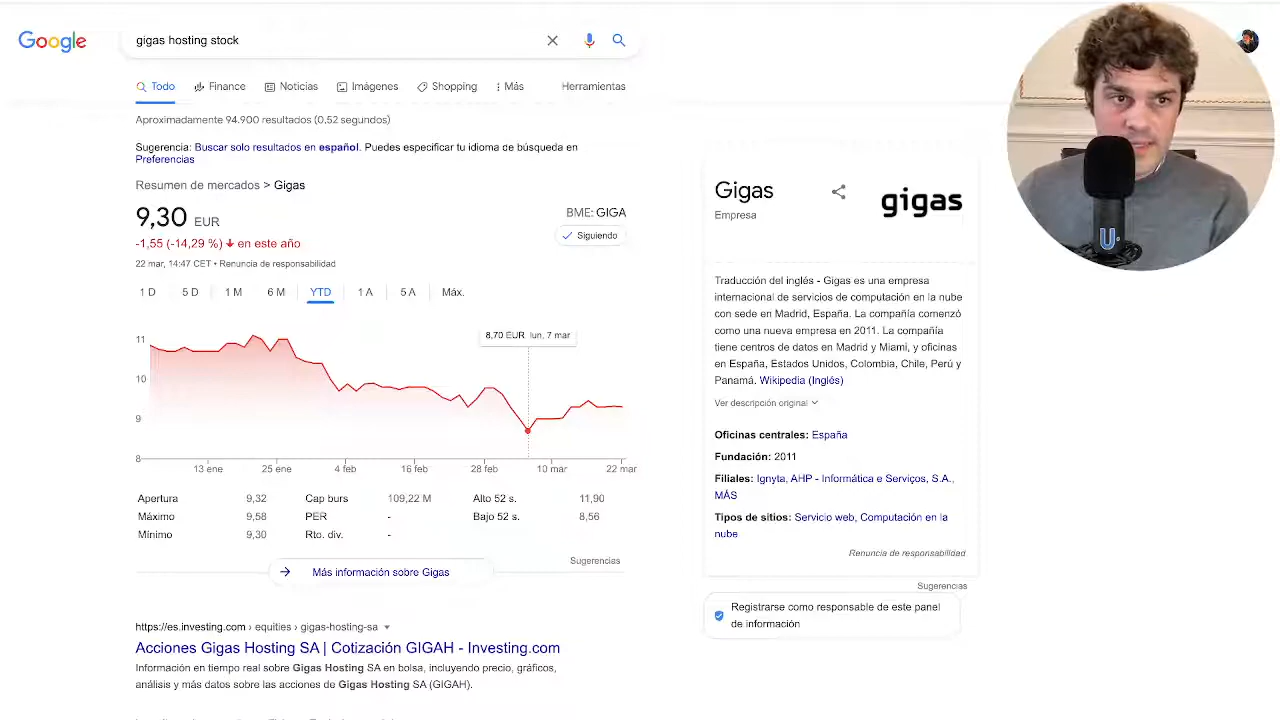 Google
gigas hosting stock
Todo
Finance
Noticias
Imágenes
Shopping
Más
Herramientas
Aproximadamente 94.900 resultados (0.52 segundos)
Sugerencia: Buscar solo resultados en español. Puedes especificar tu idioma de búsqueda en
Preferencias
Resumen de mercados > Gigas
9,30 EUR
BME: GIGA
-1,55 (-14,29 %) en este año
Siguiendo
22 mar, 14:47 CET • Renuncia de responsabilidad
1 D
5 D
1 M
6 M
YTD
1 A
5 A
Máx.
8,70 EUR lun, 7 mar
11
10
9
8
13 ene
25 ene
4 feb
16 feb
28 feb
10 mar
22 mar
Apertura 9,32
Cap burs 109,22 M
Alto 52 s. 11,90
Máximo 9,58
PER -
Bajo 52 s. 8,56
Mínimo 9,30
Rto. div. -
Sugerencias
Más información sobre Gigas
https://es.investing.com › equities › gigas-hosting-sa
Acciones Gigas Hosting SA | Cotización GIGAH - Investing.com
Información en tiempo real sobre Gigas Hosting SA en bolsa, incluyendo precio, gráficos,
análisis y más datos sobre las acciones de Gigas Hosting SA (GIGAH).
Gigas
Empresa
gigas
Traducción del inglés - Gigas es una empresa
internacional de servicios de computación en la nube
con sede en Madrid, España. La compañía comenzó
como una nueva empresa en 2011. La compañía
tiene centros de datos en Madrid y Miami, y oficinas
en España, Estados Unidos, Colombia, Chile, Perú y
Panamá. Wikipedia (Inglés)
Ver descripción original
Oficinas centrales: España
Fundación: 2011
Filiales: Ignyta, AHP - Informática e Serviços, S.A.,
MÁS
Tipos de sitios: Servicio web, Computación en la
nube
Renuncia de responsabilidad
Sugerencias
Registrarse como responsable de este panel
de información
U